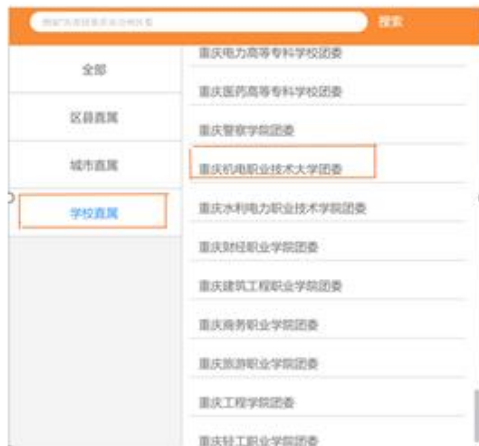 搜索
全部
区县直属
城市直属
学校直属
重庆电力高等专科学校团委
重庆医药高等专科学校团委
重庆警察学院团委
重庆机电职业技术大学团委
重庆水利电力职业技术学院团委
重庆财经职业学院团委
重庆建筑工程职业学院团委
重庆商务职业学院团委
重庆旅游职业学院团委
重庆工程学院团委
重庆轻工职业学院团委